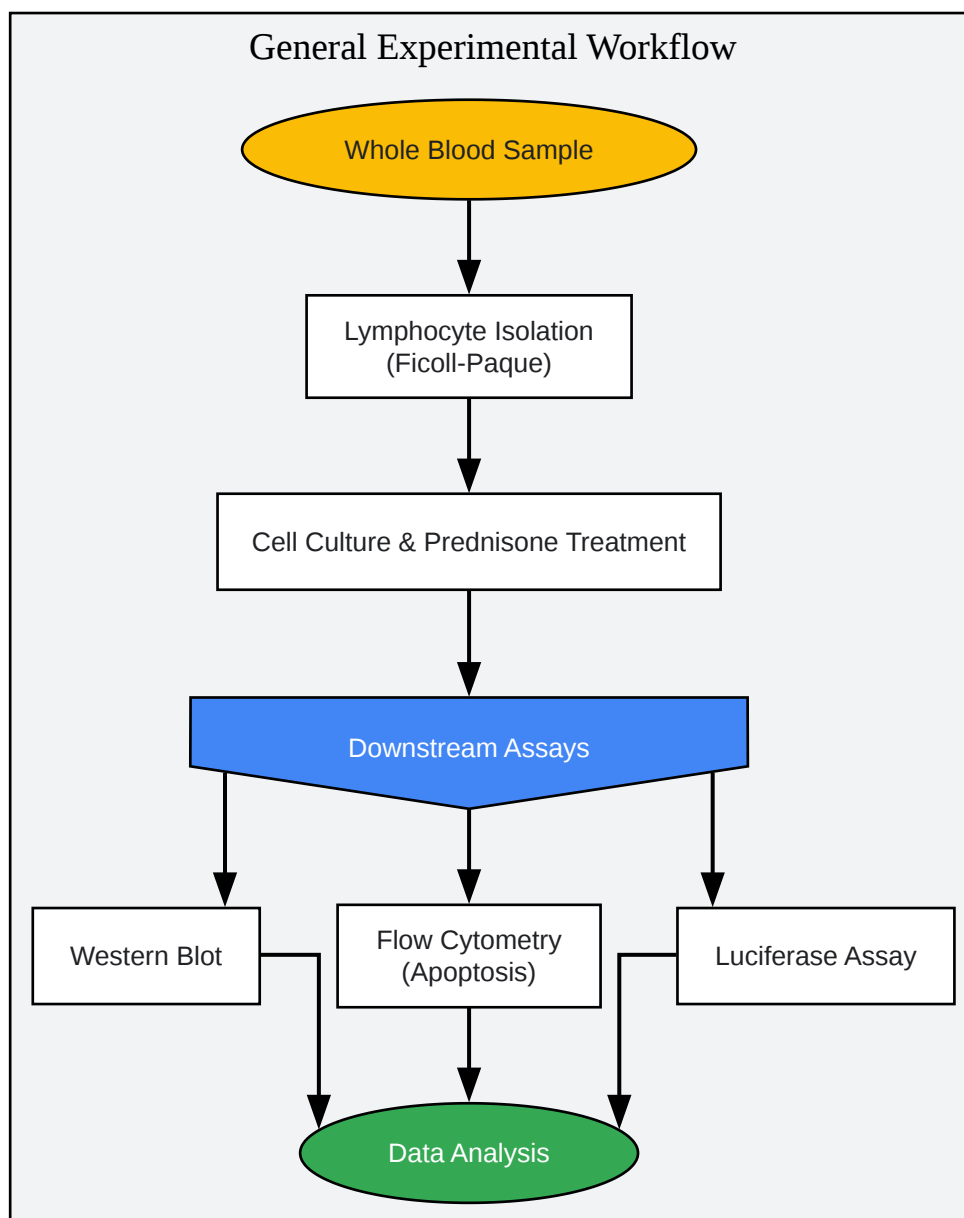 General Experimental Workflow
Whole Blood Sample
Lymphocyte Isolation
(Ficoll-Paque)
Cell Culture & Prednisone Treatment
Downstream Assays
Western Blot
Flow Cytometry
(Apoptosis)
Luciferase Assay
Data Analysis